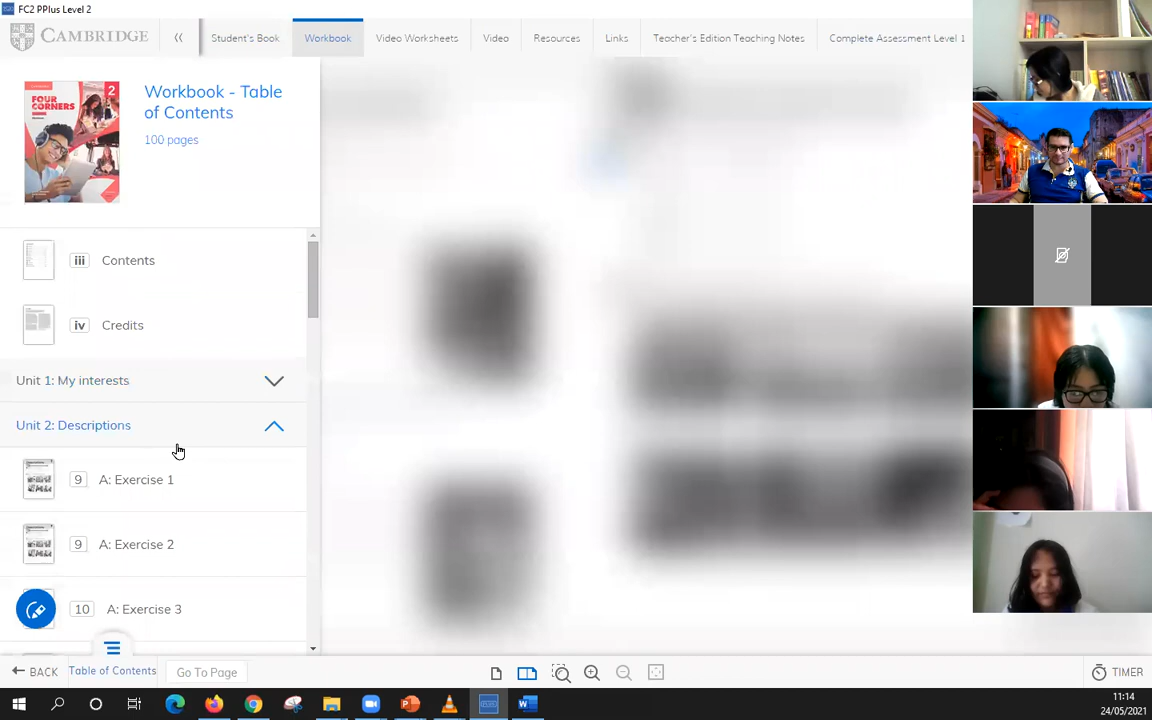 FC2 PPlus Level 2
CAMBRIDGE
Student's Book
Workbook
Video Worksheets
Video
Resources
Links
Teacher's Edition Teaching Notes
Complete Assessment Level 1
2
FOUR
CORNERS
Workbook - Table
of Contents
100 pages
iii Contents
iv Credits
Unit 1: My interests
Unit 2: Descriptions
9 A: Exercise 1
9 A: Exercise 2
10 A: Exercise 3
BACK
Table of Contents
Go To Page
TIMER
11:14
24/05/2021